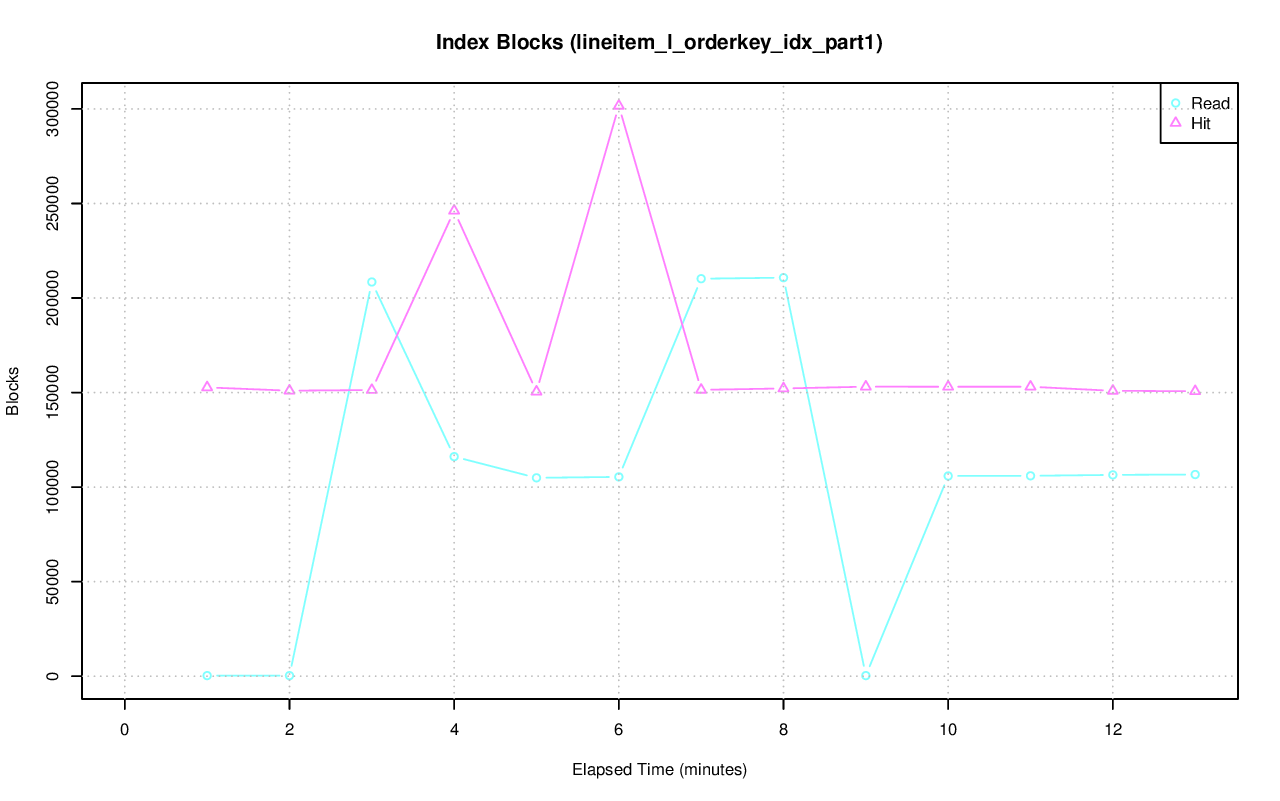 Index Blocks (lineitem_l_orderkey_idx_part1)
Read
Hit
300000
250000
200000
150000
100000
50000
0
Blocks
0 2 4 6 8 10 12
Elapsed Time (minutes)